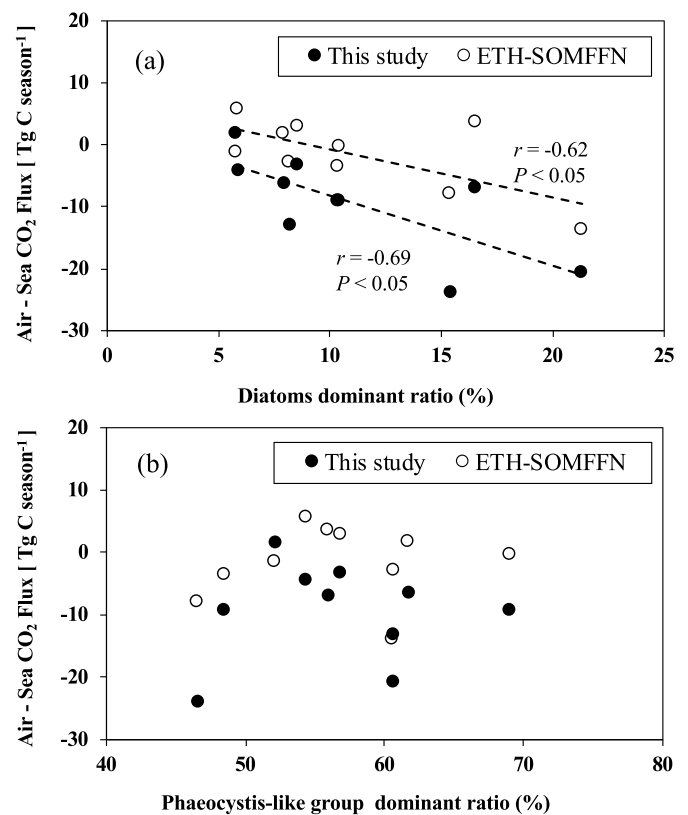 20
(a)
This study
ETH-SOMFFN
10
0
-10
-20
-30
r = -0.62
P < 0.05
r = -0.69
P < 0.05
Air - Sea CO2 Flux [ Tg C season-1 ]
0 5 10 15 20 25
Diatoms dominant ratio (%)
20
(b)
This study
ETH-SOMFFN
10
0
-10
-20
-30
Air - Sea CO2 Flux [ Tg C season-1 ]
40 50 60 70 80
Phaeocystis-like group dominant ratio (%)